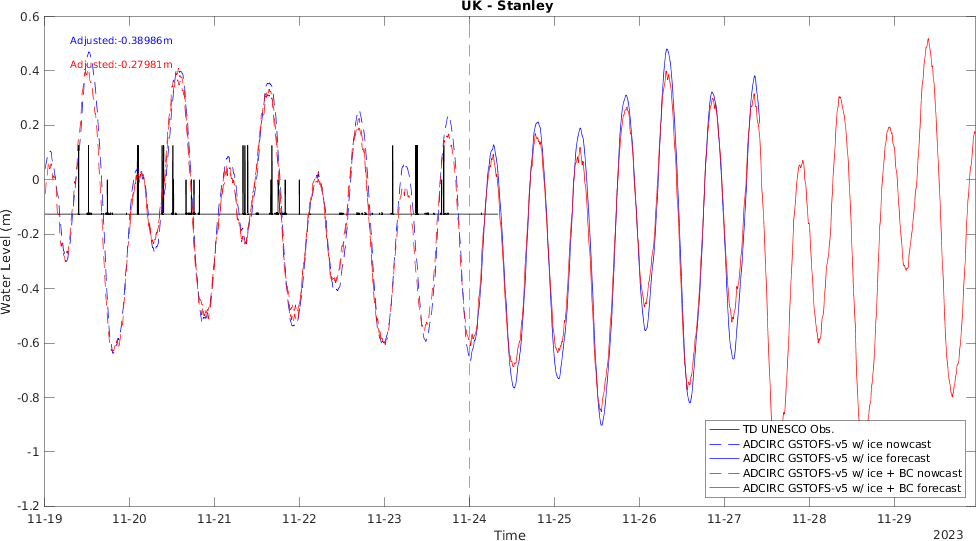 UK - Stanley
Adjusted:-0.38986m
Adjusted:-0.27981m
0.6
0.4
0.2
0
-0.2
-0.4
-0.6
-0.8
-1
-1.2
Water Level (m)
TD UNESCO Obs.
ADCIRC GSTOFS-v5 w/ ice nowcast
ADCIRC GSTOFS-v5 w/ ice forecast
ADCIRC GSTOFS-v5 w/ ice + BC nowcast
ADCIRC GSTOFS-v5 w/ ice + BC forecast
11-19 11-20 11-21 11-22 11-23 11-24 11-25 11-26 11-27 11-28 11-29
Time
2023